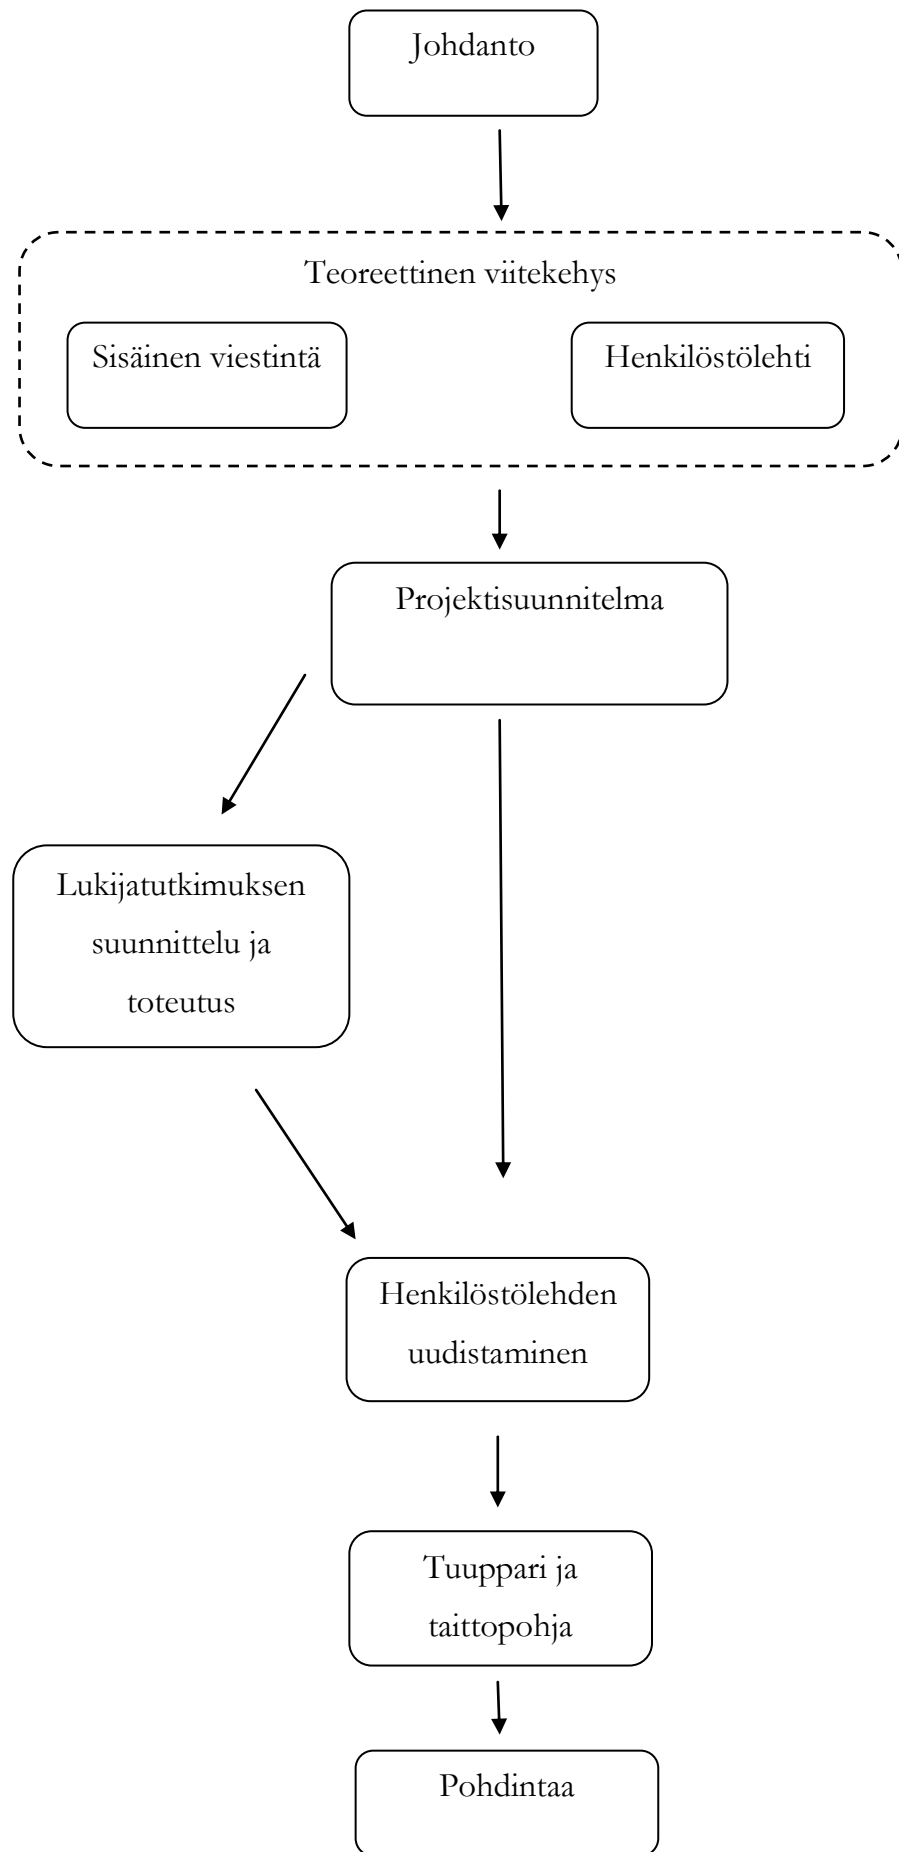 Johdanto
Teoreettinen viitekehys
Sisäinen viestintä
Henkilöstölehti
Projektisuunnitelma
Lukijatutkimuksen
suunnittelu ja
toteutus
Henkilöstölehden
uudistaminen
Tuuppari ja
taittopohja
Pohdintaa